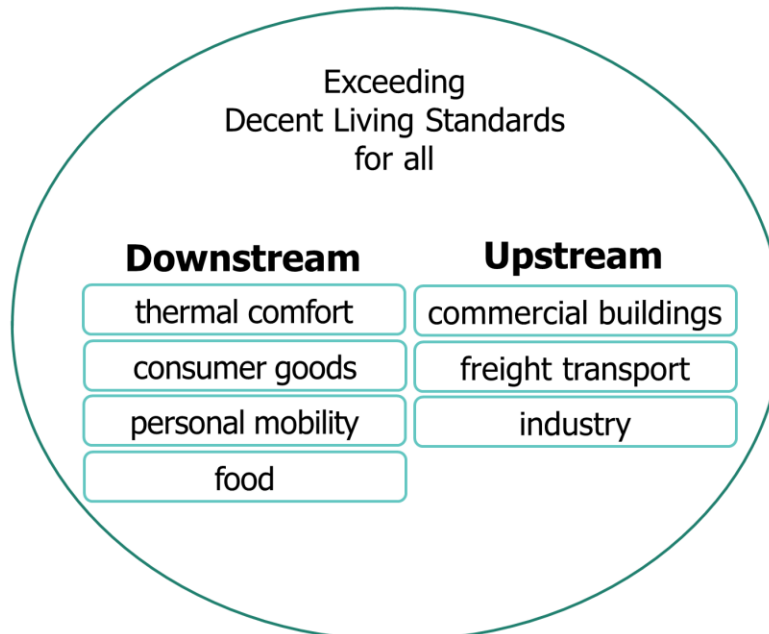 Exceeding
Decent Living Standards
for all
Downstream
thermal comfort
consumer goods
personal mobility
food
Upstream
commercial buildings
freight transport
industry